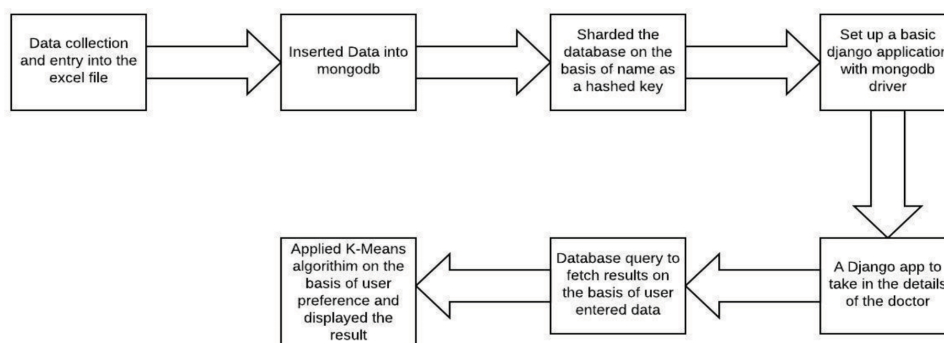 Data collection
and entry into the
excel file
Inserted Data into
mongodb
Sharded the
database on the
basis of name as
a hashed key
Set up a basic
django application
with mongodb
driver
A Django app to
take in the details
of the doctor
Database query to
fetch results on
the basis of user
entered data
Applied K-Means
algorithim on the
basis of user
preference and
displayed the
result